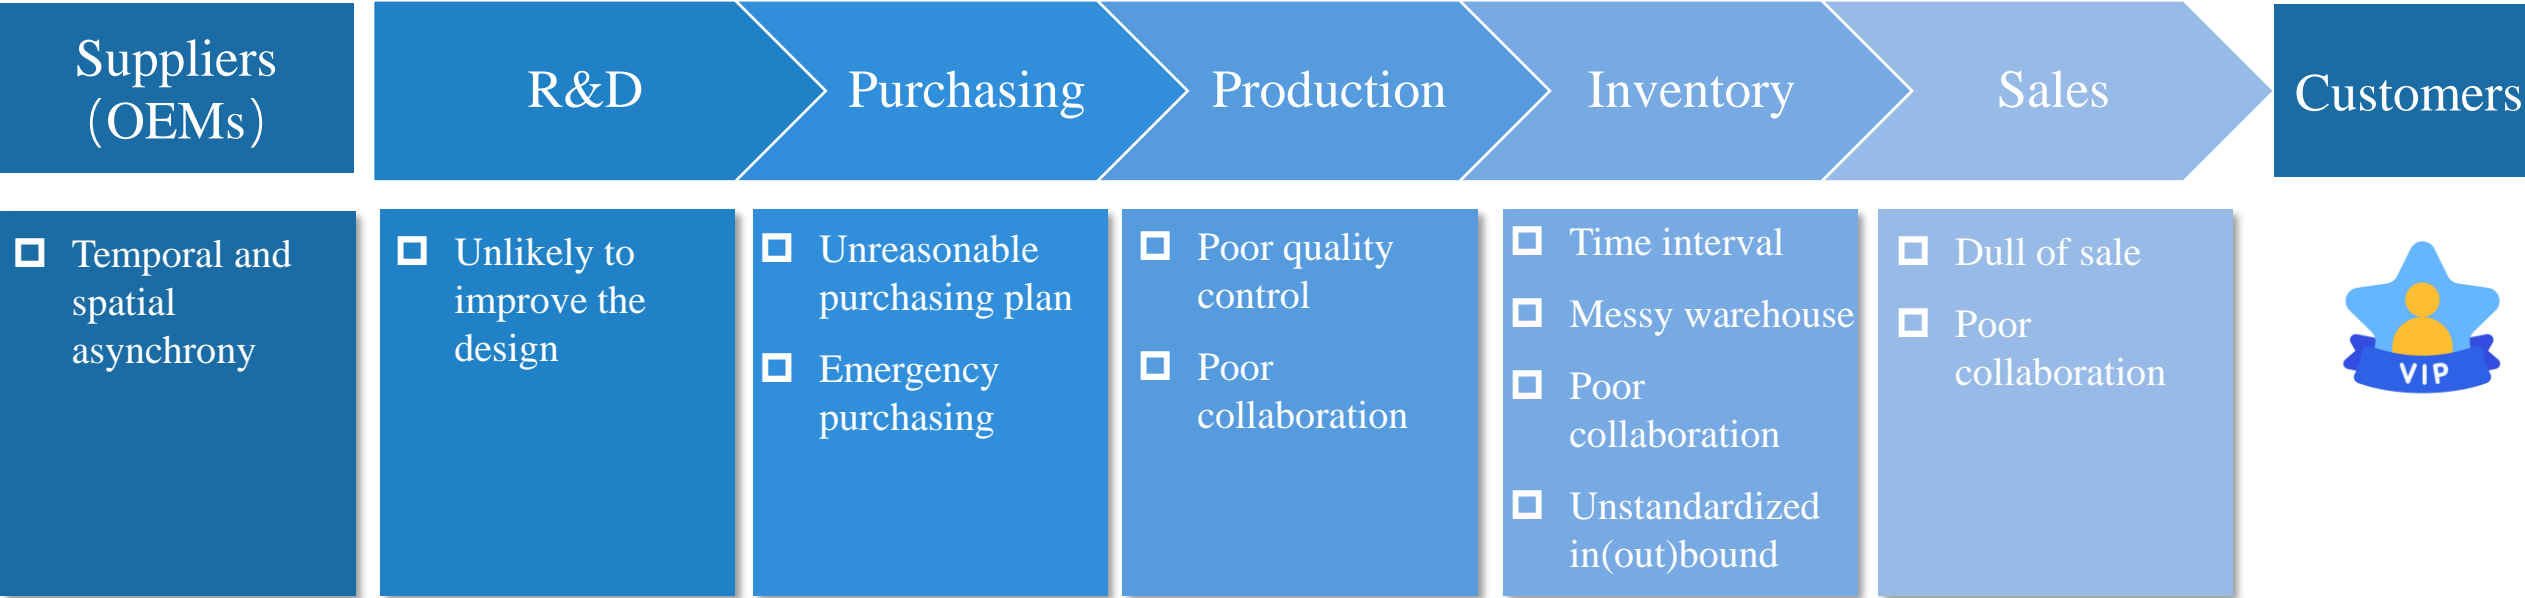 Suppliers
（OEMs）
R&D
Purchasing
Production
Inventory
Sales
Customers
Temporal and
spatial
asynchrony
Unlikely to
improve the
design
Unreasonable
purchasing plan
Emergency
purchasing
Poor quality
control
Poor
collaboration
Time interval
Messy warehouse
Poor
collaboration
Unstandardized
in(out)bound
Dull of sale
Poor
collaboration
VIP